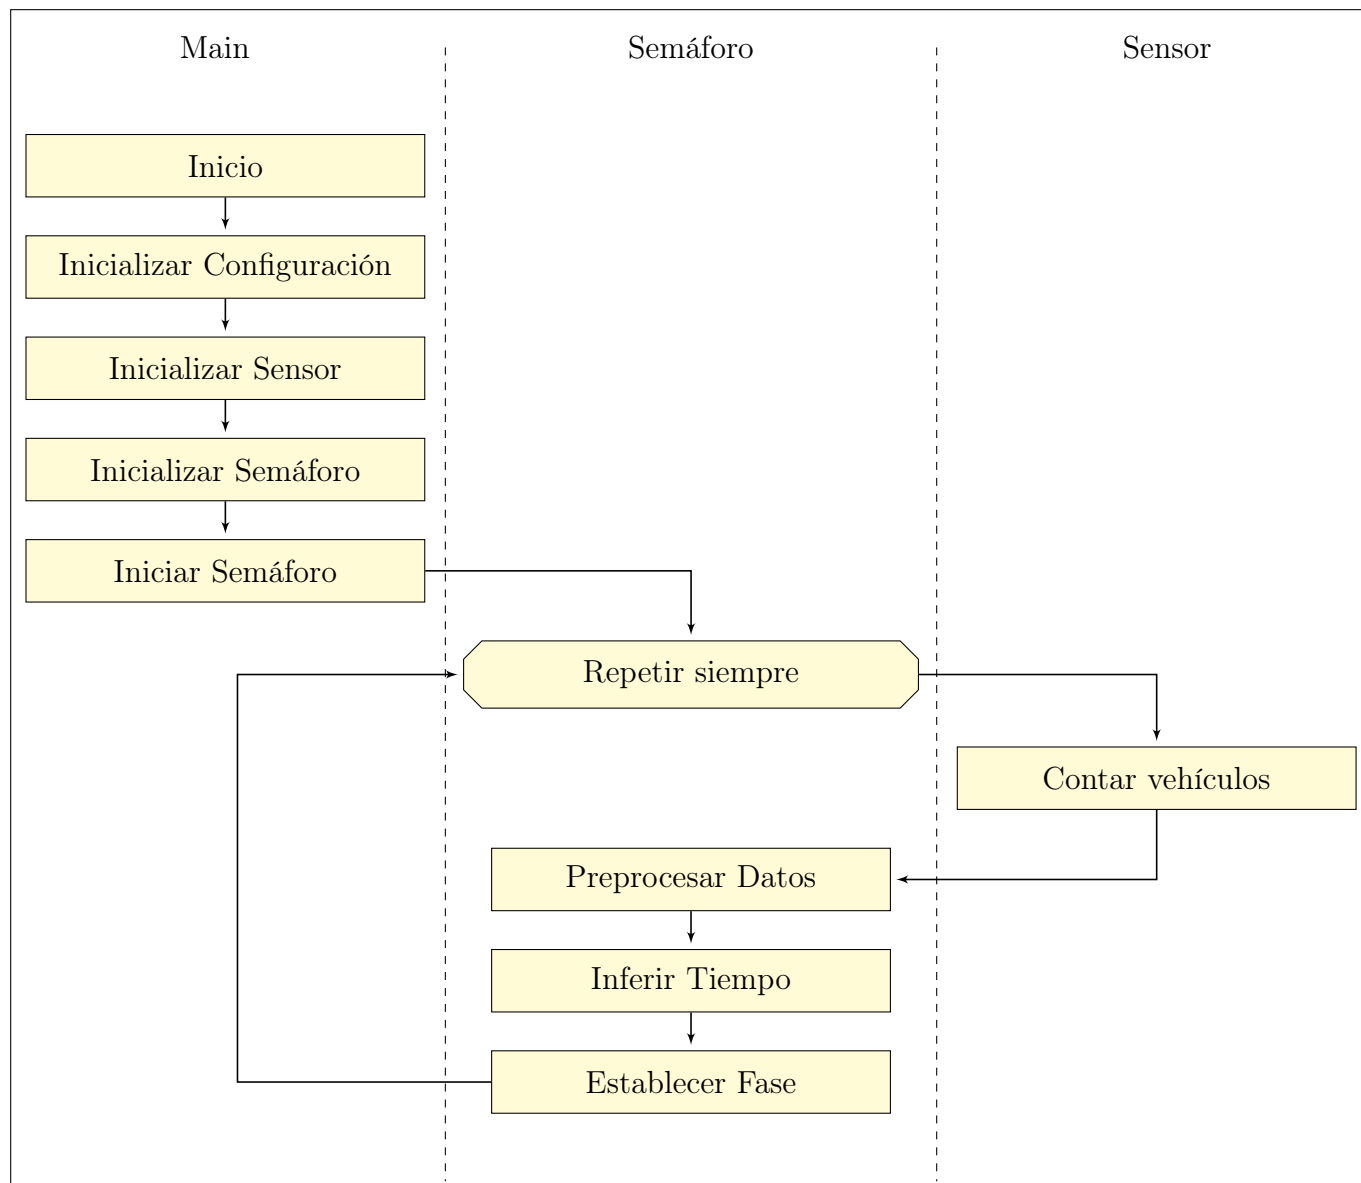 Main
Semáforo
Sensor
Inicio
Inicializar Configuración
Inicializar Sensor
Inicializar Semáforo
Iniciar Semáforo
Repetir siempre
Contar vehículos
Preprocesar Datos
Inferir Tiempo
Establecer Fase